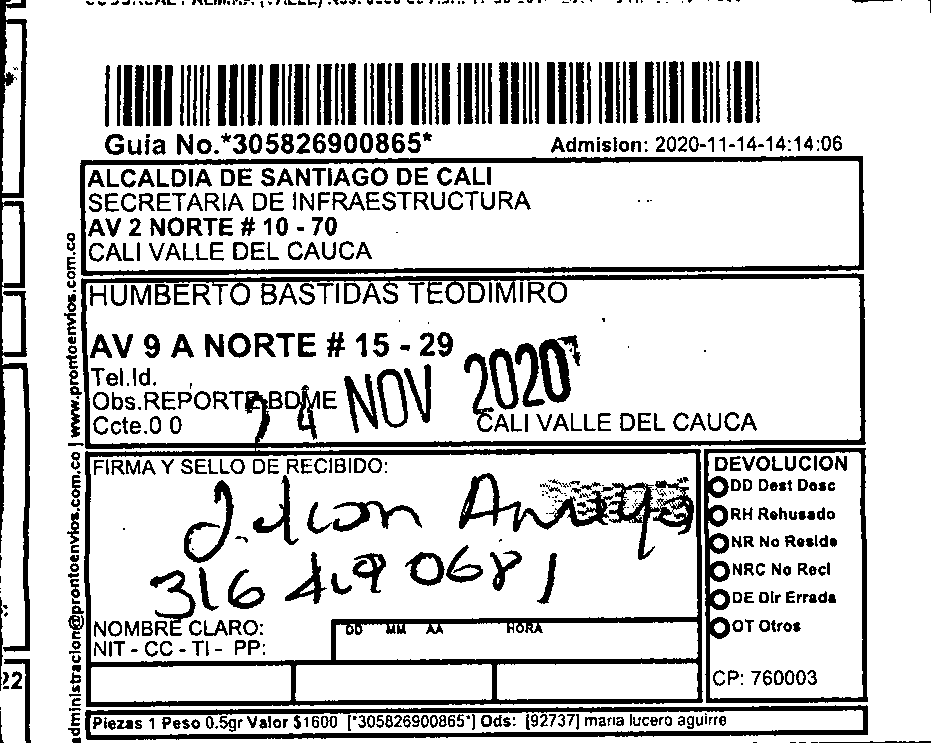 Guia No.*305826900865*
Admision: 2020-11-14-14:14:06
ALCALDIA DE SANTIAGO DE CALI
SECRETARIA DE INFRAESTRUCTURA
AV 2 NORTE # 10 - 70
CALI VALLE DEL CAUCA
HUMBERTO BASTIDAS TEODIMIRO
AV 9 A NORTE # 15 - 29
Tel.Id.
Obs.REPORTE BDME
Ccte.0 0
NOV 2020
CALI VALLE DEL CAUCA
administracion@prontoenvios.com.co | www.prontoenvios.com.co
FIRMA Y SELLO DE RECIBIDO:
316 419 0681
NOMBRE CLARO:
NIT - CC - TI - PP:
DD MM AA HORA
DEVOLUCION
DD Dest Desc
RH Rehusado
NR No Reside
NRC No Recl
DE Dir Errada
OT Otros
CP: 760003
22
Piezas 1 Peso 0.5gr Valor $1600 [*305826900865*] Ods: [92737] maria lucero aguirre